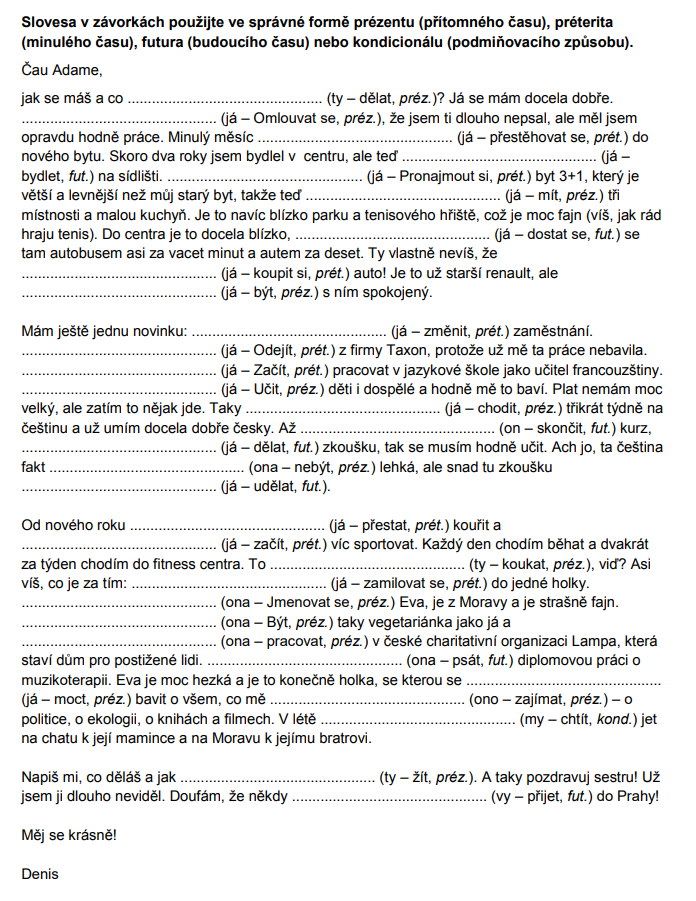 Slovesa v závorkách použijte ve správné formě prézentu (přítomného času), préterita
(minulého času), futura (budoucího času) nebo kondicionálu (podmiňovacího způsobu).
Čau Adame,
jak se máš a co ............................................... (ty – dělat, préz.)? Já se mám docela dobře.
............................................... (já – Omlouvat se, préz.), že jsem ti dlouho nepsal, ale měl jsem
opravdu hodně práce. Minulý měsíc ............................................... (já – přestěhovat se, prét.) do
nového bytu. Skoro dva roky jsem bydlel v centru, ale teď ............................................... (já –
bydlet, fut.) na sídlišti. ............................................... (já – Pronajmout si, prét.) byt 3+1, který je
větší a levnější než můj starý byt, takže teď ............................................... (já – mít, préz.) tři
místnosti a malou kuchyň. Je to navíc blízko parku a tenisového hřiště, což je moc fajn (víš, jak rád
hraju tenis). Do centra je to docela blízko, ............................................... (já – dostat se, fut.) se
tam autobusem asi za vacet minut a autem za deset. Ty vlastně nevíš, že
............................................... (já – koupit si, prét.) auto! Je to už starší renault, ale
............................................... (já – být, préz.) s ním spokojený.
Mám ještě jednu novinku: ............................................... (já – změnit, prét.) zaměstnání.
............................................... (já – Odejít, prét.) z firmy Taxon, protože už mě ta práce nebavila.
............................................... (já – Začít, prét.) pracovat v jazykové škole jako učitel francouzštiny.
............................................... (já – Učit, préz.) děti i dospělé a hodně mě to baví. Plat nemám moc
velký, ale zatím to nějak jde. Taky ............................................... (já – chodit, préz.) třikrát týdně na
češtinu a už umím docela dobře česky. Až ............................................... (on – skončit, fut.) kurz,
............................................... (já – dělat, fut.) zkoušku, tak se musím hodně učit. Ach jo, ta čeština
fakt ............................................... (ona – nebýt, préz.) lehká, ale snad tu zkoušku
............................................... (já – udělat, fut.).
Od nového roku ............................................... (já – přestat, prét.) kouřit a
............................................... (já – začít, prét.) víc sportovat. Každý den chodím běhat a dvakrát
za týden chodím do fitness centra. To ............................................... (ty – koukat, préz.), viď? Asi
víš, co je za tím: ............................................... (já – zamilovat se, prét.) do jedné holky.
............................................... (ona – Jmenovat se, préz.) Eva, je z Moravy a je strašně fajn.
............................................... (ona – Být, préz.) taky vegetariánka jako já a
............................................... (ona – pracovat, préz.) v české charitativní organizaci Lampa, která
staví dům pro postižené lidi. ............................................... (ona – psát, fut.) diplomovou práci o
muzikoterapii. Eva je moc hezká a je to konečně holka, se kterou se ...............................................
(já – moct, préz.) bavit o všem, co mě ............................................... (ono – zajímat, préz.) – o
politice, o ekologii, o knihách a filmech. V létě ............................................... (my – chtít, kond.) jet
na chatu k její mamince a na Moravu k jejímu bratrovi.
Napiš mi, co děláš a jak ............................................... (ty – žít, préz.). A taky pozdravuj sestru! Už
jsem ji dlouho neviděl. Doufám, že někdy ............................................... (vy – přijet, fut.) do Prahy!
Měj se krásně!
Denis